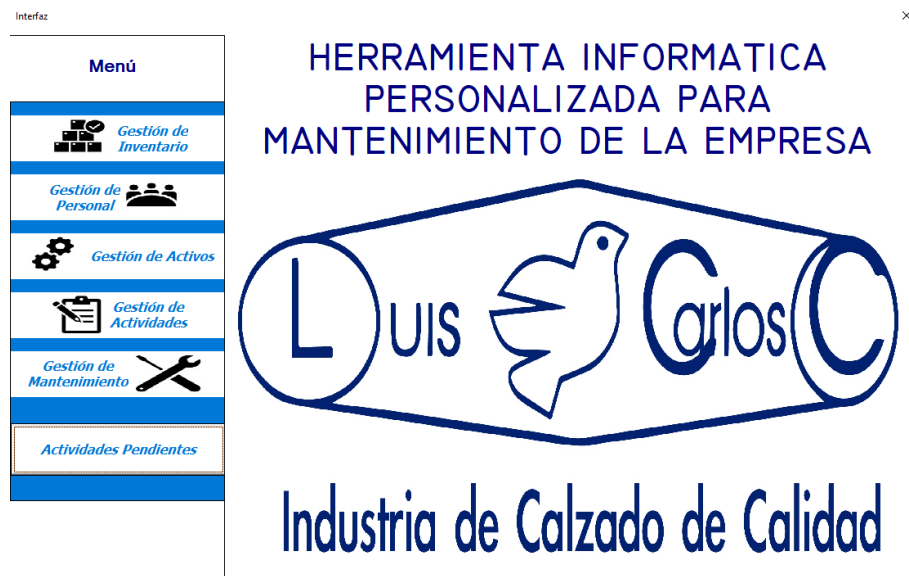 Interfaz
Menú
Gestión de
Inventario
Gestión de
Personal
Gestión de Activos
Gestión de
Actividades
Gestión de
Mantenimiento
Actividades Pendientes
HERRAMIENTA INFORMATICA
PERSONALIZADA PARA
MANTENIMIENTO DE LA EMPRESA
Luis Carlos C
Industria de Calzado de Calidad